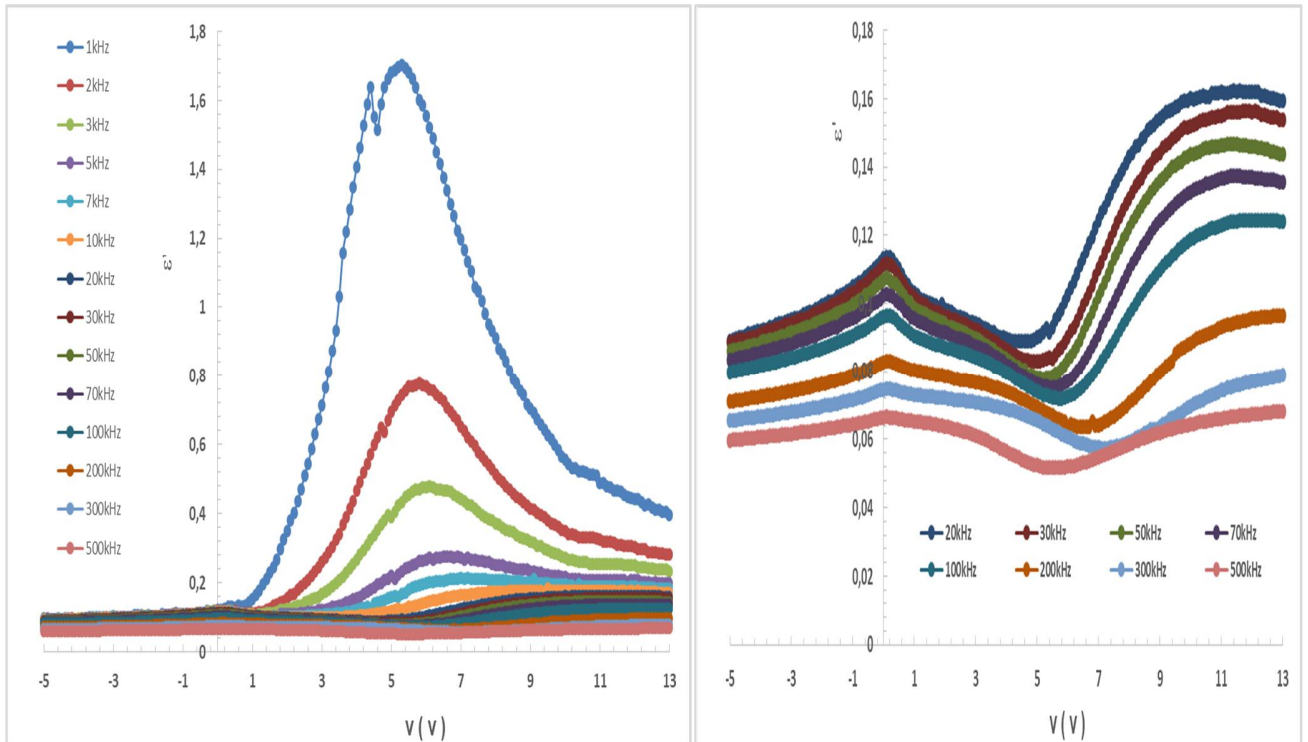 1,8
1,6
1,4
1,2
1
0,8
0,6
0,4
0,2
0
ε'
1kHz
2kHz
3kHz
5kHz
7kHz
10kHz
20kHz
30kHz
50kHz
70kHz
100kHz
200kHz
300kHz
500kHz
-5 -3 -1 1 3 5 7 9 11 13
V ( V )
0,18
0,16
0,14
0,12
0,1
0,08
0,06
0,04
0,02
0
ε'
20kHz 30kHz 50kHz 70kHz
100kHz 200kHz 300kHz 500kHz
-5 -3 -1 1 3 5 7 9 11 13
V ( V )